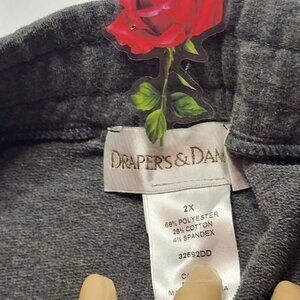 DRAPER'S & DAM
2X
68% POLYESTER
28% COTTON
4% SPANDEX
32592DD